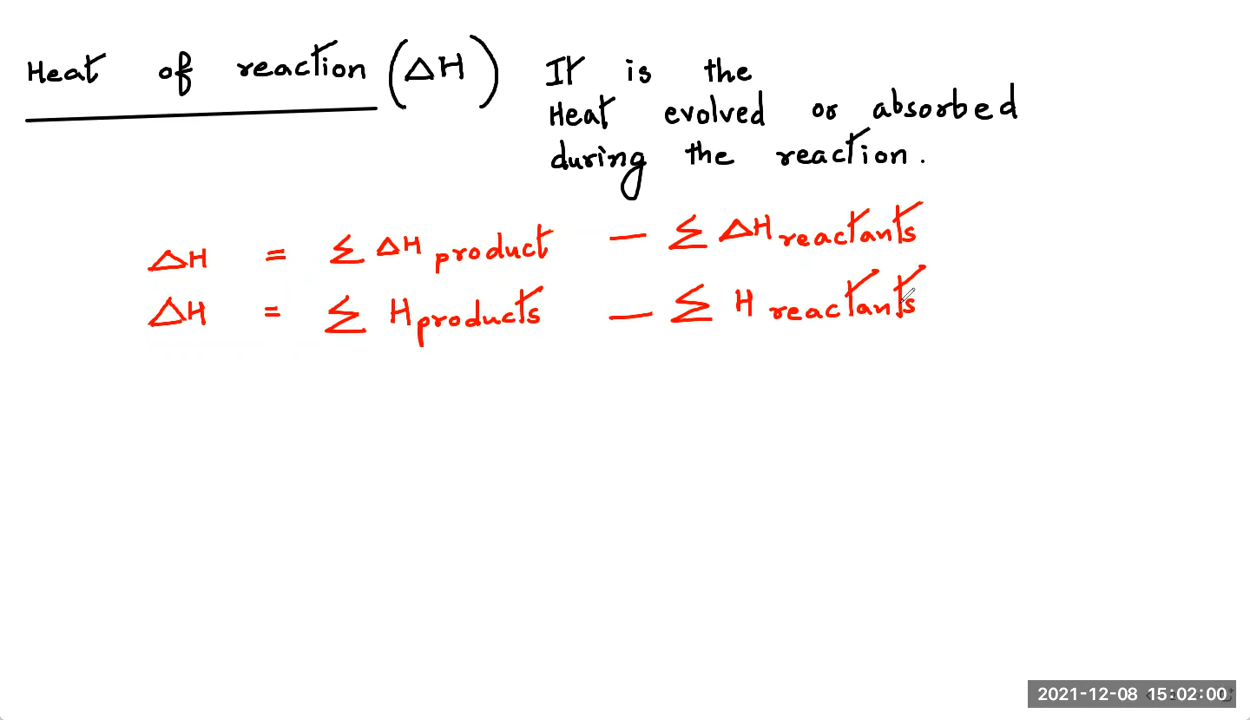 Heat of reaction (ΔH) It is the
Heat evolved or absorbed
during the reaction.
ΔH = Σ ΔH product — Σ ΔH reactants
ΔH = Σ H products — Σ H reactants
2021-12-08 15:02:00